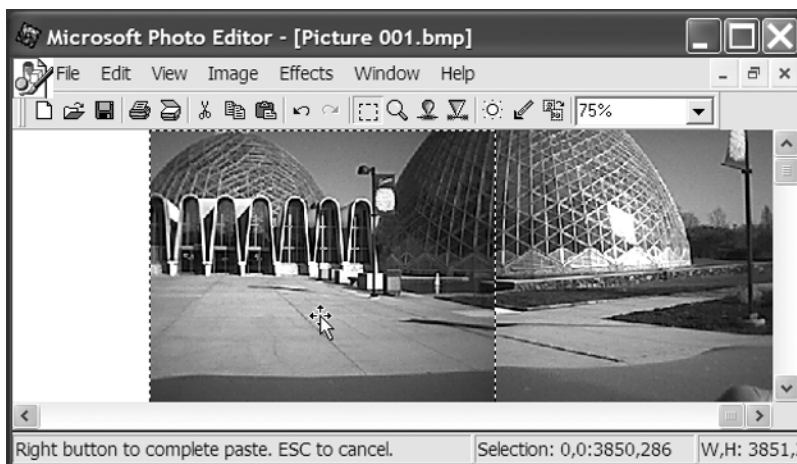 Microsoft Photo Editor - [Picture 001.bmp]
File Edit View Image Effects Window Help
75%
Right button to complete paste. ESC to cancel. Selection: 0,0:3850,286 W,H: 3851,